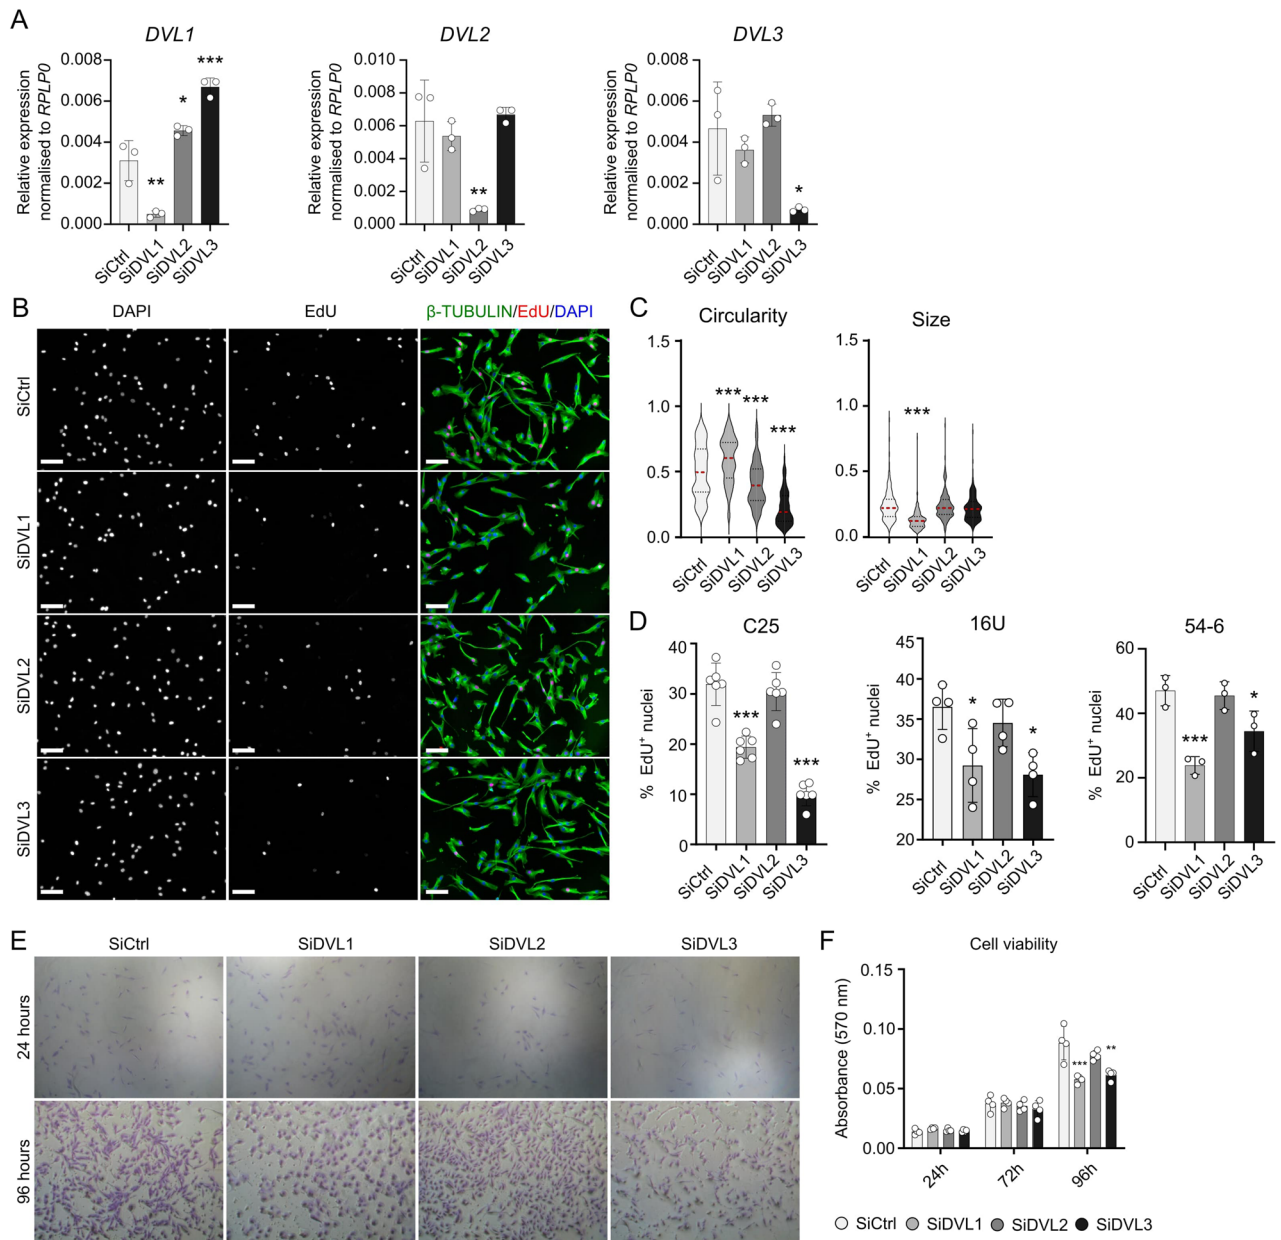 A
DVL1
Relative expression
normalised to RPLP0
0.008
0.006
0.004
0.002
0.000
**
*
***
SiCtrl
SiDVL1
SiDVL2
SiDVL3
DVL2
Relative expression
normalised to RPLP0
0.010
0.008
0.006
0.004
0.002
0.000
**
SiCtrl
SiDVL1
SiDVL2
SiDVL3
DVL3
Relative expression
normalised to RPLP0
0.008
0.006
0.004
0.002
0.000
*
SiCtrl
SiDVL1
SiDVL2
SiDVL3
B
DAPI
EdU
β-TUBULIN/EdU/DAPI
SiCtrl
SiDVL1
SiDVL2
SiDVL3
C
Circularity
1.5
1.0
0.5
0.0
***
***
***
SiCtrl
SiDVL1
SiDVL2
SiDVL3
Size
1.5
1.0
0.5
0.0
***
SiCtrl
SiDVL1
SiDVL2
SiDVL3
D
C25
% EdU+ nuclei
40
30
20
10
0
***
***
SiCtrl
SiDVL1
SiDVL2
SiDVL3
16U
% EdU+ nuclei
45
40
35
30
25
20
*
*
SiCtrl
SiDVL1
SiDVL2
SiDVL3
54-6
% EdU+ nuclei
60
40
20
0
***
*
SiCtrl
SiDVL1
SiDVL2
SiDVL3
E
SiCtrl
SiDVL1
SiDVL2
SiDVL3
24 hours
96 hours
F
Cell viability
Absorbance (570 nm)
0.15
0.10
0.05
0.00
***
**
24h
72h
96h
SiCtrl SiDVL1 SiDVL2 SiDVL3